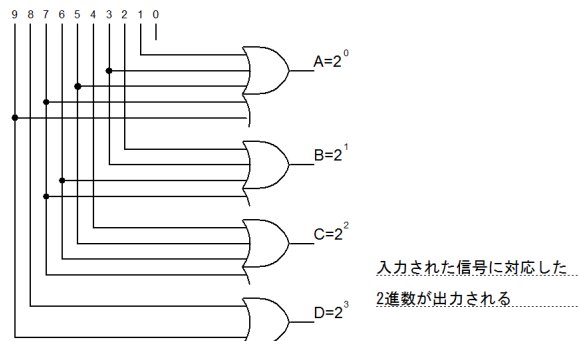 9 8 7 6 5 4 3 2 1 0
A=2⁰
B=2¹
C=2²
D=2³
入力された信号に対応した
2進数が出力される